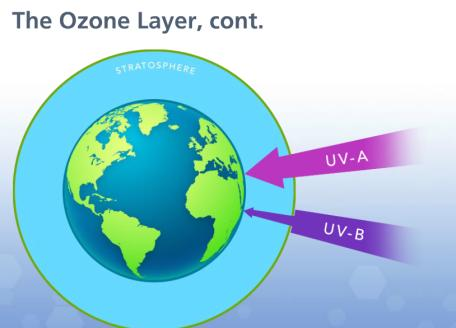 The Ozone Layer, cont.
STRATOSPHERE
UV-A
UV-B